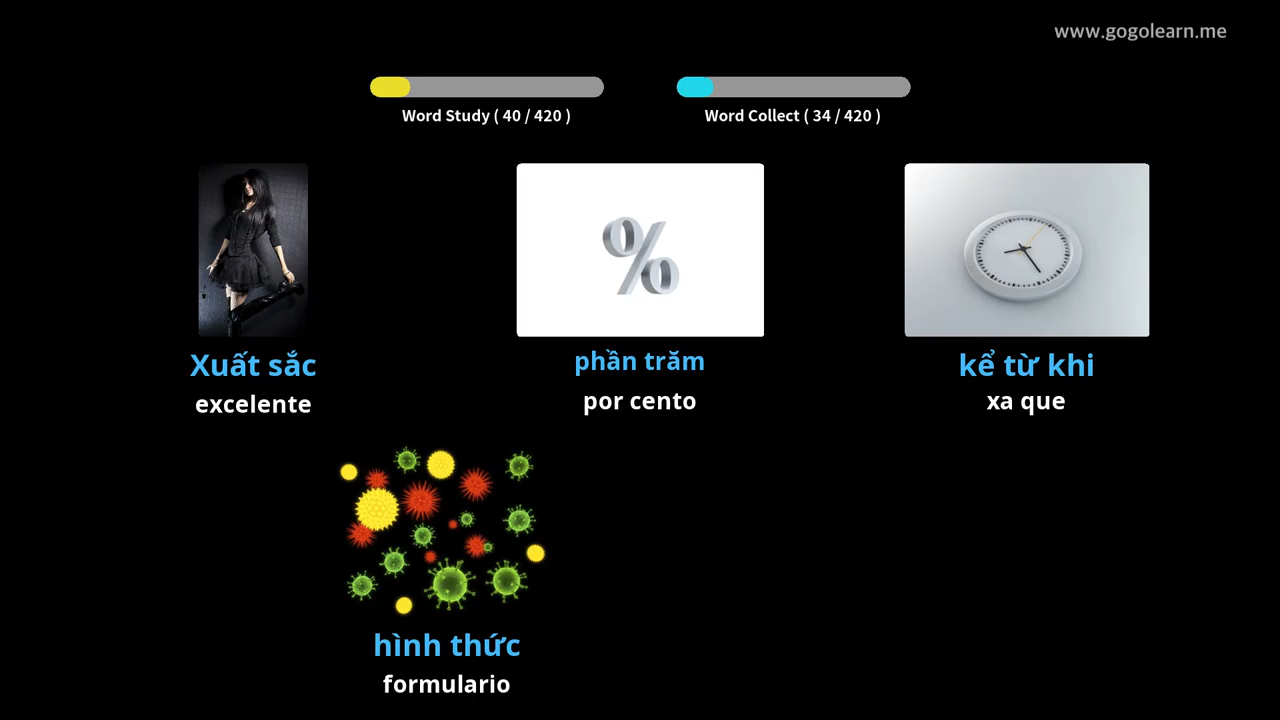 www.gogolearn.me
Word Study ( 40 / 420 )
Word Collect ( 34 / 420 )
Xuất sắc
excelente
phần trăm
por cento
kể từ khi
xa que
hình thức
formulario